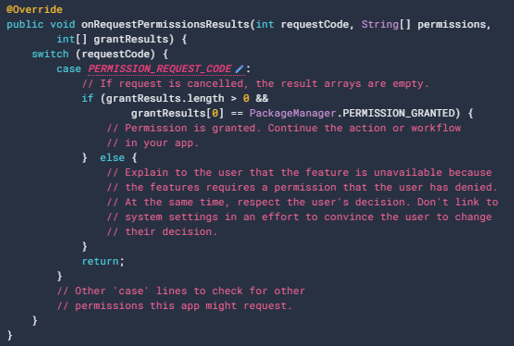 @Override
public void onRequestPermissionsResults(int requestCode, String[] permissions,
        int[] grantResults) {
    switch (requestCode) {
        case PERMISSION_REQUEST_CODE:
            // If request is cancelled, the result arrays are empty.
            if (grantResults.length > 0 &&
                    grantResults[0] == PackageManager.PERMISSION_GRANTED) {
                // Permission is granted. Continue the action or workflow
                // in your app.
            }  else {
                // Explain to the user that the feature is unavailable because
                // the features requires a permission that the user has denied.
                // At the same time, respect the user's decision. Don't link to
                // system settings in an effort to convince the user to change
                // their decision.
            }
            return;
        }
        // Other 'case' lines to check for other
        // permissions this app might request.
    }
}